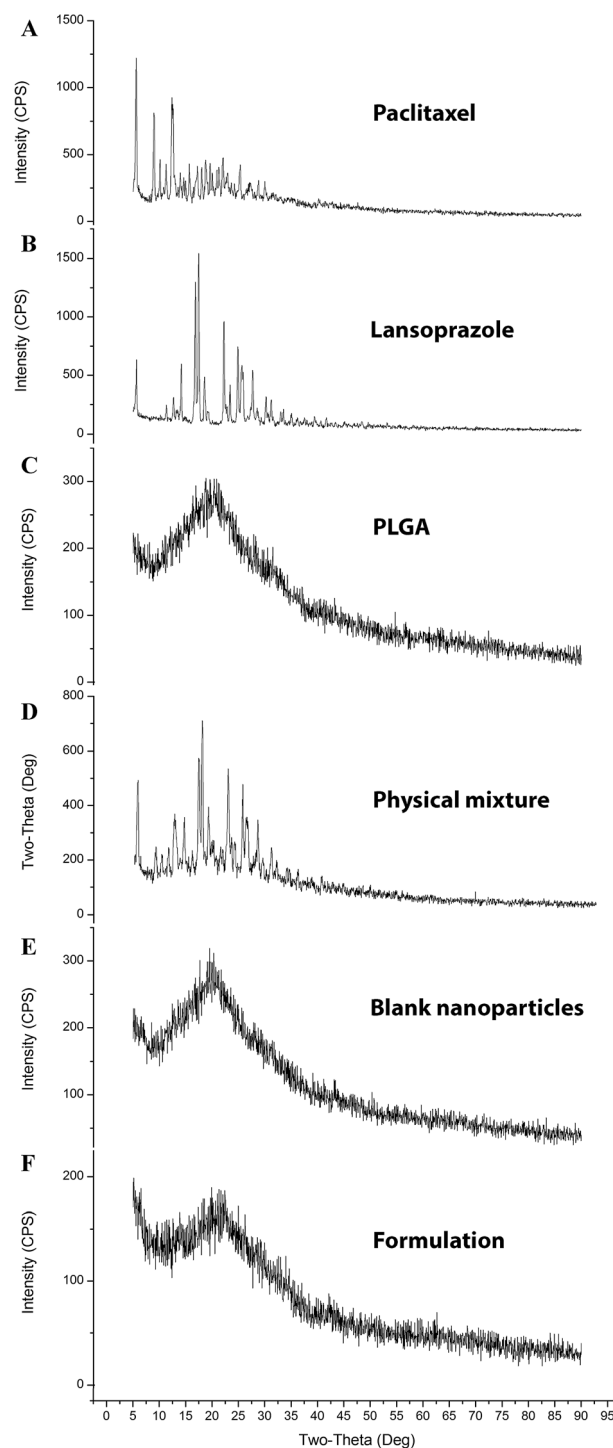 A
1500
1000
500
0
Intensity (CPS)
Paclitaxel
B
1500
1000
500
0
Intensity (CPS)
Lansoprazole
C
300
200
100
0
Intensity (CPS)
PLGA
D
800
600
400
200
0
Two-Theta (Deg)
Physical mixture
E
300
200
100
Intensity (CPS)
Blank nanoparticles
F
200
100
0
Intensity (CPS)
Formulation
0 5 10 15 20 25 30 35 40 45 50 55 60 65 70 75 80 85 90 95
Two-Theta (Deg)